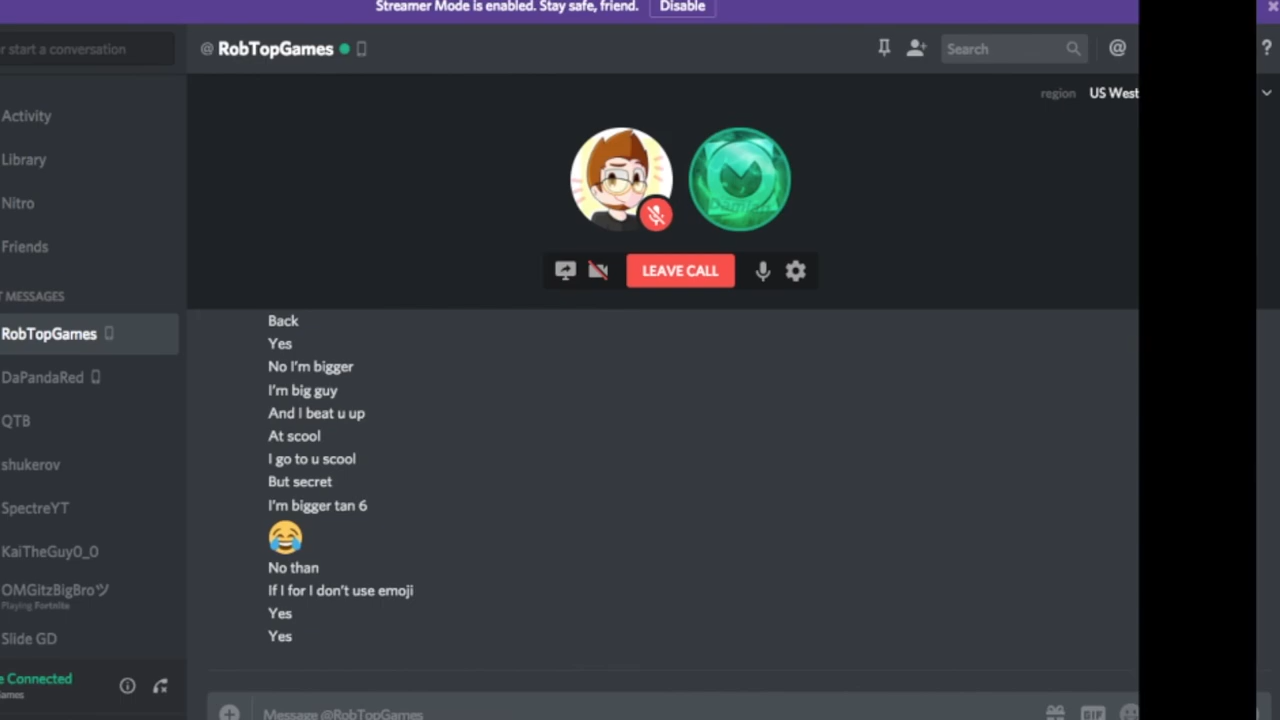 Streamer Mode is enabled. Stay safe, friend. Disable
r start a conversation
@ RobTopGames
Search
@
?
region US West
Activity
Library
Nitro
Friends
T MESSAGES
RobTopGames
DaPandaRed
QTB
shukerov
SpectreYT
KaiTheGuy0_0
OMGitzBigBroツ
Playing Fortnite
Slide GD
e Connected
ames
LEAVE CALL
Back
Yes
No I'm bigger
I'm big guy
And I beat u up
At scool
I go to u scool
But secret
I'm bigger tan 6
😂
No than
If I for I don't use emoji
Yes
Yes
Message @RobTopGames
GIF